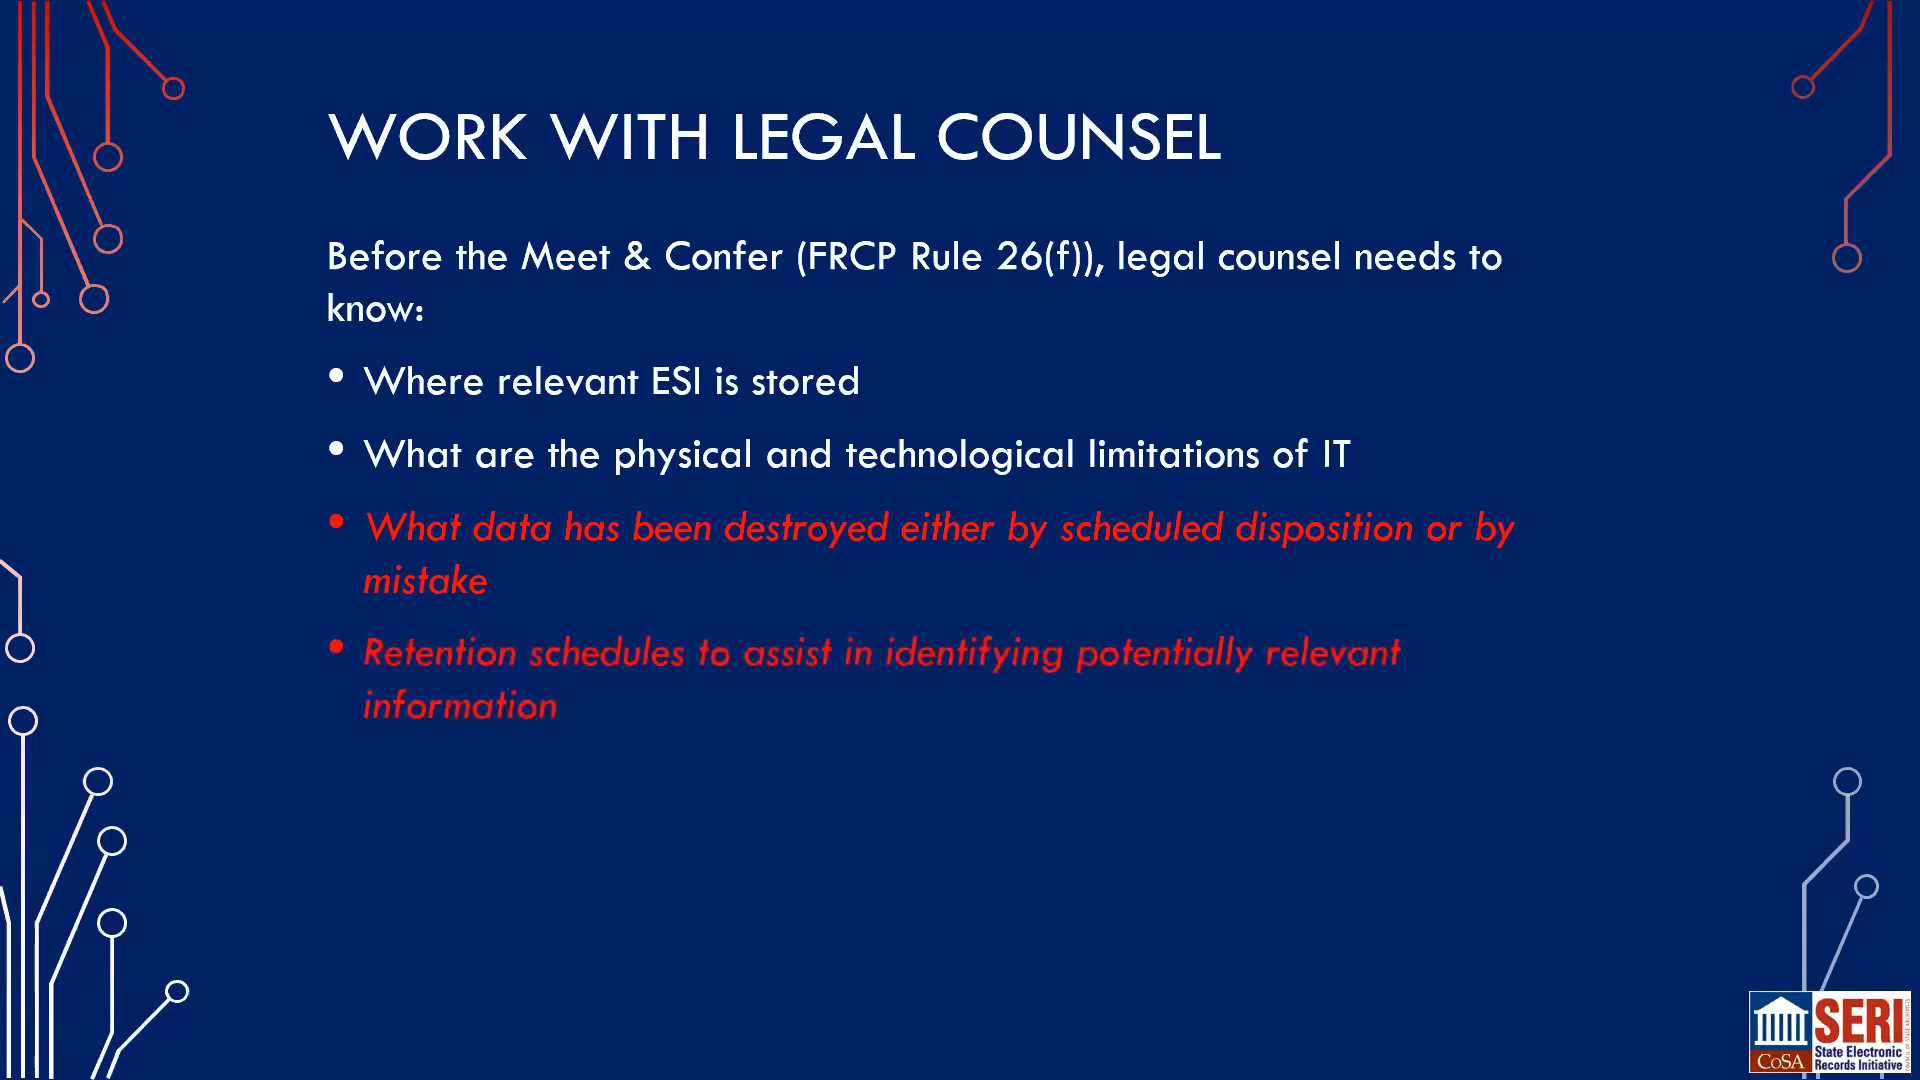 WORK WITH LEGAL COUNSEL
Before the Meet & Confer (FRCP Rule 26(f)), legal counsel needs to
know:
• Where relevant ESI is stored
• What are the physical and technological limitations of IT
• What data has been destroyed either by scheduled disposition or by
mistake
• Retention schedules to assist in identifying potentially relevant
information
CoSA
SERI
State Electronic
Records Initiative